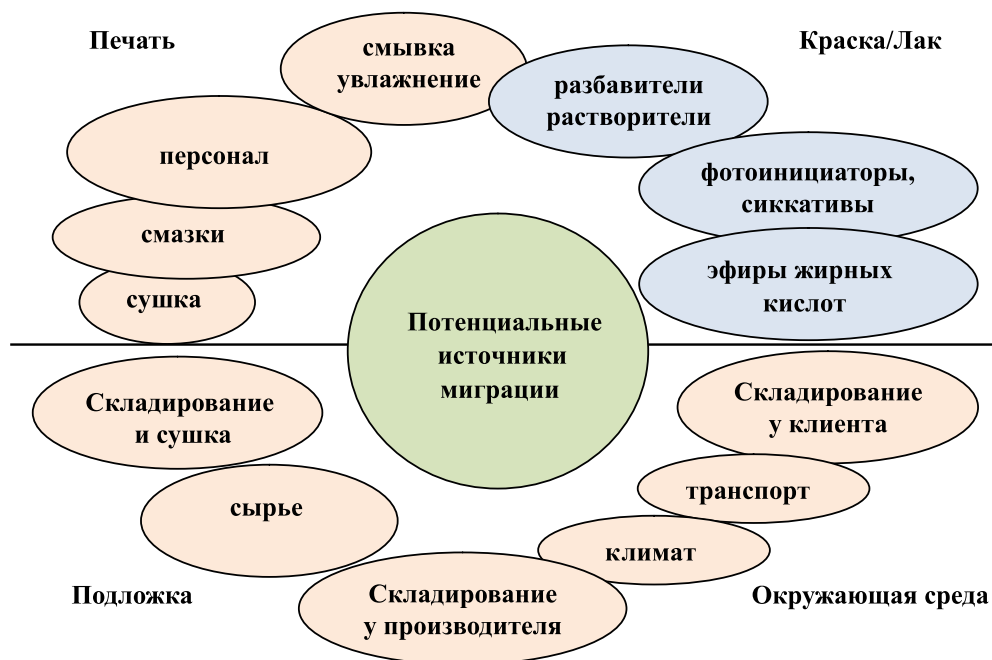 Печать
Краска/Лак
смывка
увлажнение
разбавители
растворители
персонал
фотоинициаторы,
сиккативы
смазки
эфиры жирных
кислот
сушка
Потенциальные
источники
миграции
Складирование
и сушка
Складирование
у клиента
сырье
транспорт
климат
Складирование
у производителя
Подложка
Окружающая среда